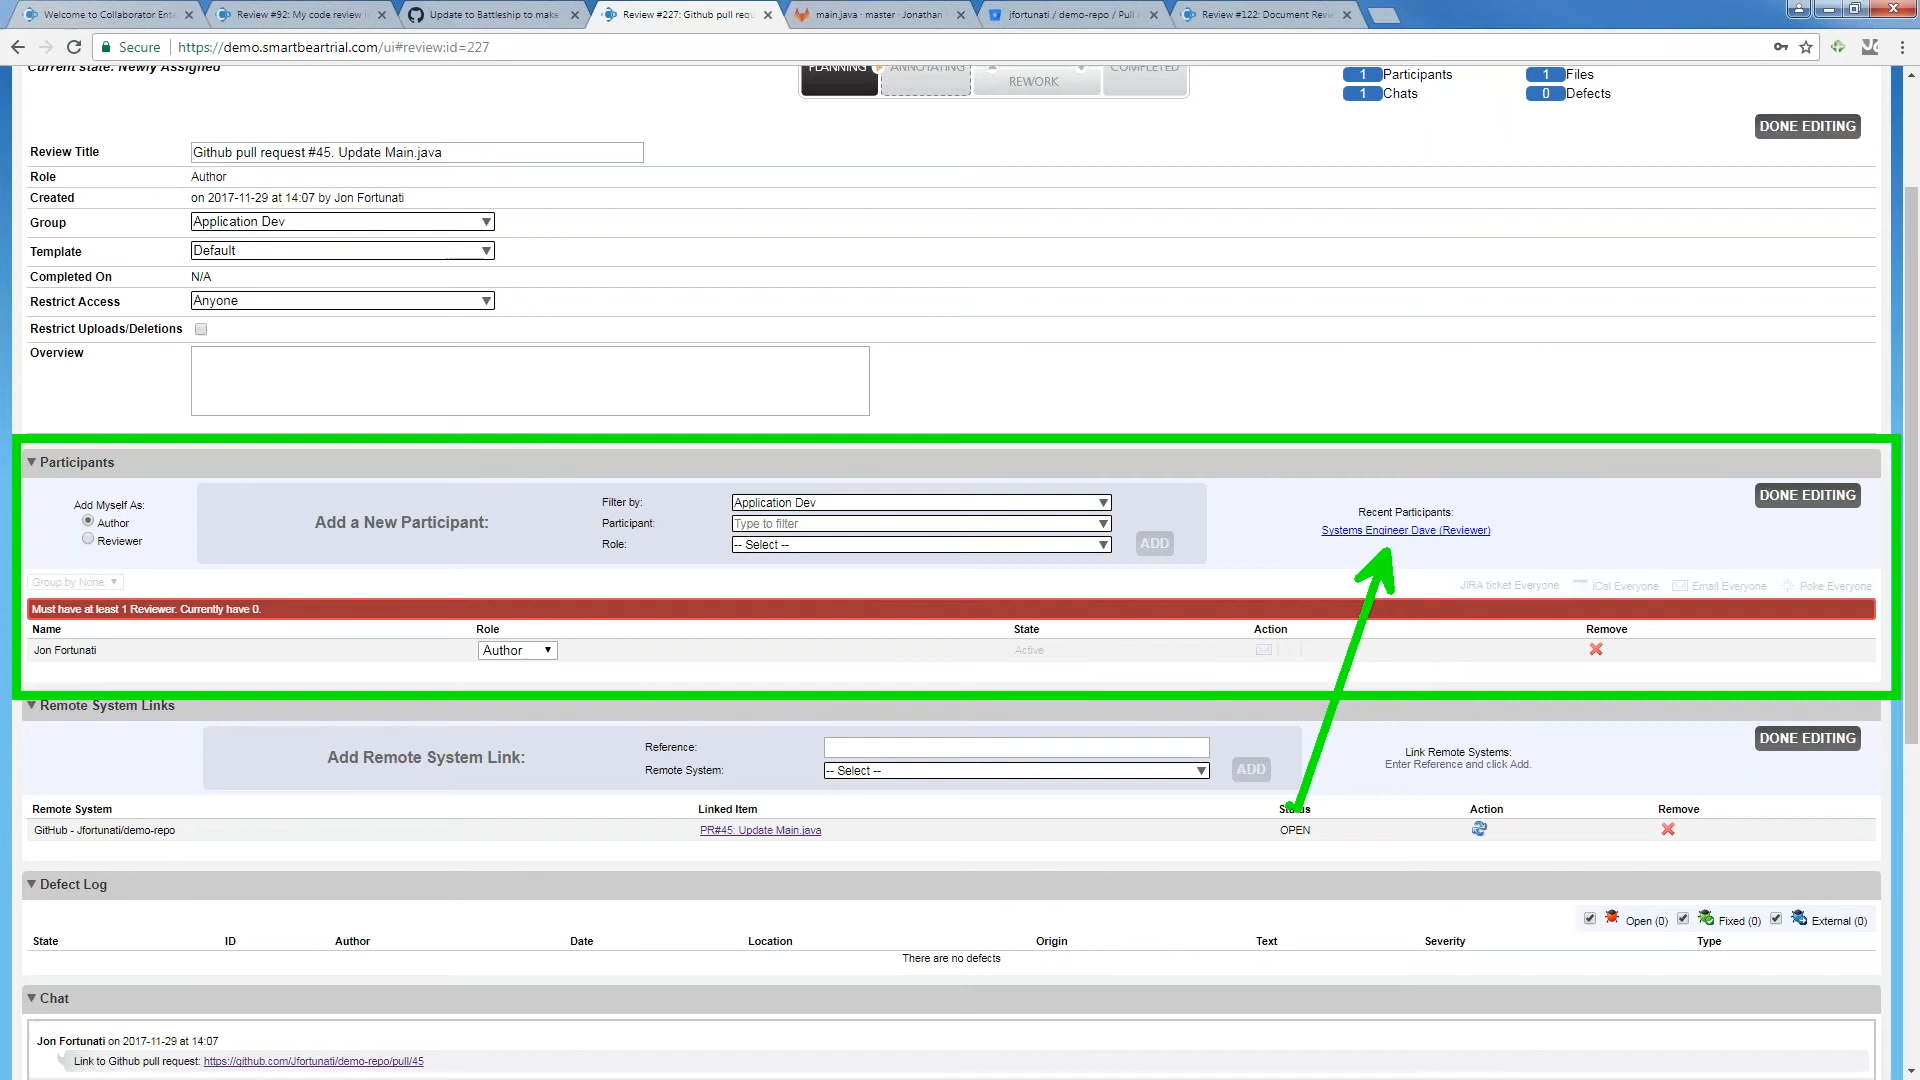 Welcome to Collaborator Ente
Review #92: My code review i
Update to Battleship to make
Review #227: Github pull requ
main.java · master · Jonathan
jfortunati / demo-repo / Pull
Review #122: Document Revie
Secure
https://demo.smartbeartrial.com/ui#review:id=227
Current state: Newly Assigned
PLANNING
ANNOTATING
REWORK
COMPLETED
1 Participants
1 Files
1 Chats
0 Defects
DONE EDITING
Review Title
Github pull request #45. Update Main.java
Role
Author
Created
on 2017-11-29 at 14:07 by Jon Fortunati
Group
Application Dev
Template
Default
Completed On
N/A
Restrict Access
Anyone
Restrict Uploads/Deletions
Overview
Participants
Add Myself As:
Author
Reviewer
Add a New Participant:
Filter by:
Application Dev
Participant:
Type to filter
Role:
-- Select --
ADD
Recent Participants:
Systems Engineer Dave (Reviewer)
DONE EDITING
Group by None
JIRA ticket Everyone
iCal Everyone
Email Everyone
Poke Everyone
Must have at least 1 Reviewer. Currently have 0.
Name Role State Action Remove
Jon Fortunati Author Active
Remote System Links
Add Remote System Link:
Reference:
Remote System:
-- Select --
ADD
Link Remote Systems:
Enter Reference and click Add.
DONE EDITING
Remote System Linked Item Status Action Remove
GitHub - Jfortunati/demo-repo PR#45: Update Main.java OPEN
Defect Log
Open (0) Fixed (0) External (0)
State ID Author Date Location Origin Text Severity Type
There are no defects
Chat
Jon Fortunati on 2017-11-29 at 14:07
Link to Github pull request: https://github.com/Jfortunati/demo-repo/pull/45